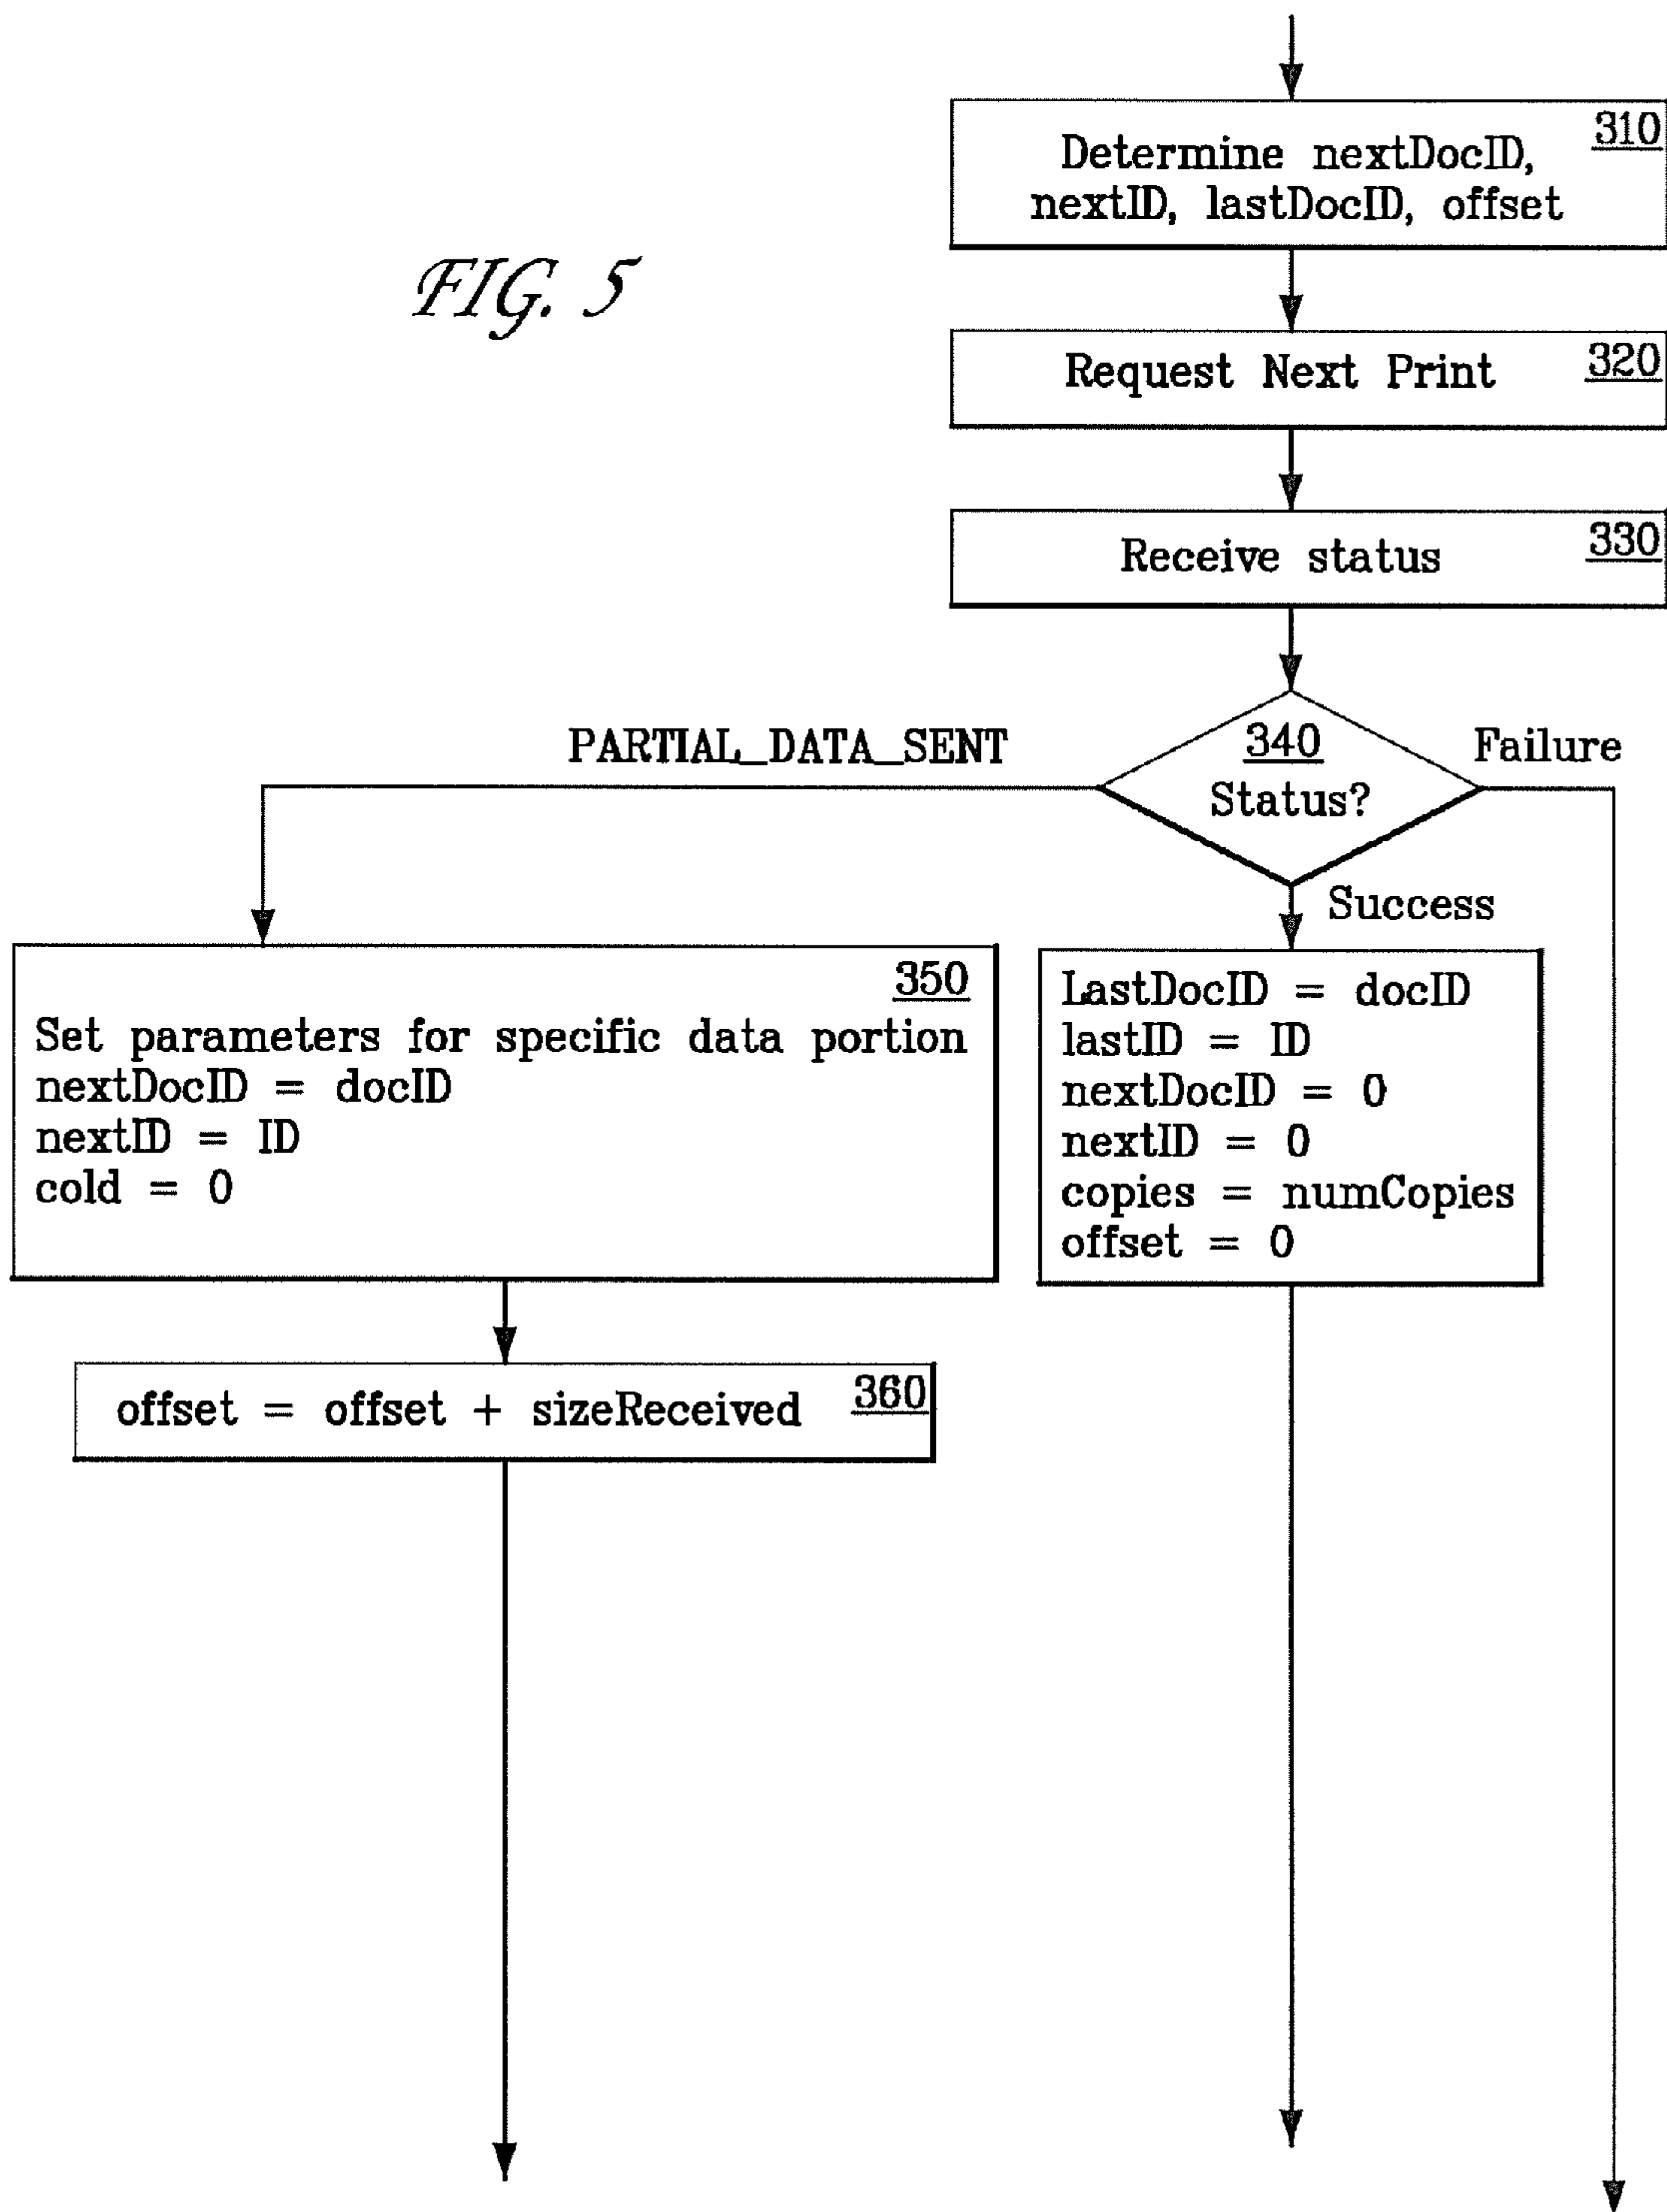 310
Determine nextDocID,
nextID, lastDocID, offset
FIG. 5
Request Next Print 320
Receive status 330
PARTIAL_DATA_SENT
340
Status?
Failure
Success
350
Set parameters for specific data portion
nextDocID = docID
nextID = ID
cold = 0
LastDocID = docID
lastID = ID
nextDocID = 0
nextID = 0
copies = numCopies
offset = 0
offset = offset + sizeReceived 360